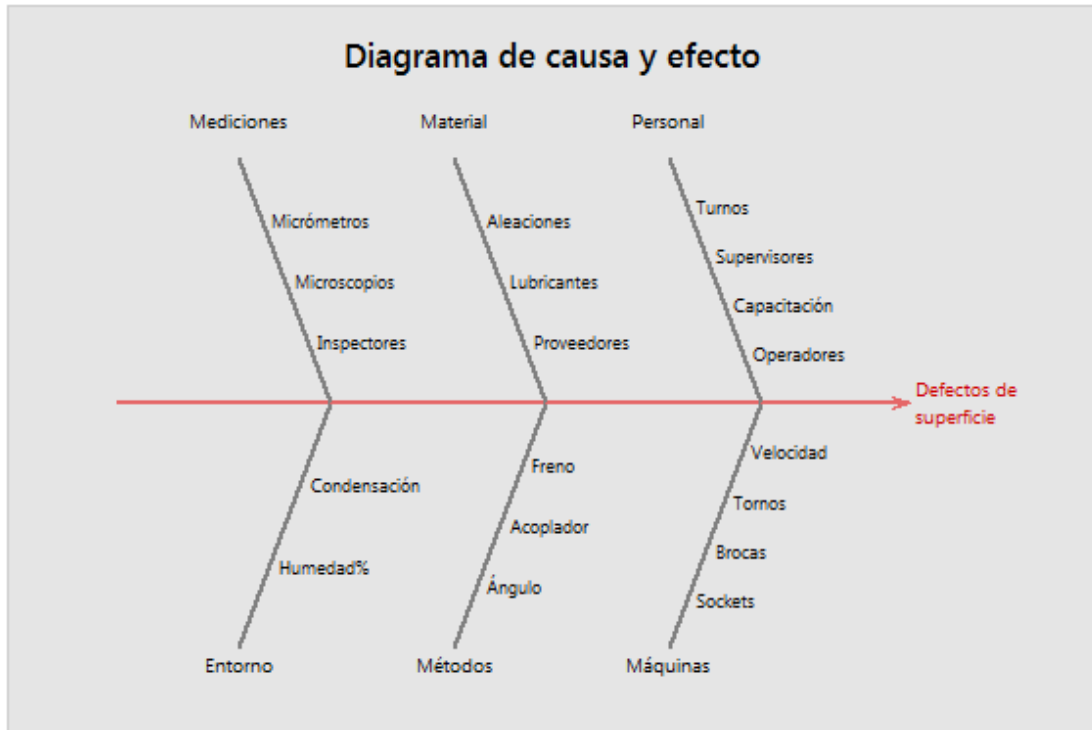 Diagrama de causa y efecto
Mediciones
Material
Personal
Micrómetros
Microscopios
Inspectores
Aleaciones
Lubricantes
Proveedores
Turnos
Supervisores
Capacitación
Operadores
Defectos de
superficie
Condensación
Humedad%
Freno
Acoplador
Ángulo
Velocidad
Tornos
Brocas
Sockets
Entorno
Métodos
Máquinas